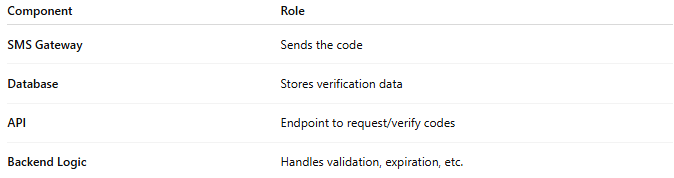 Component Role
SMS Gateway Sends the code
Database Stores verification data
API Endpoint to request/verify codes
Backend Logic Handles validation, expiration, etc.